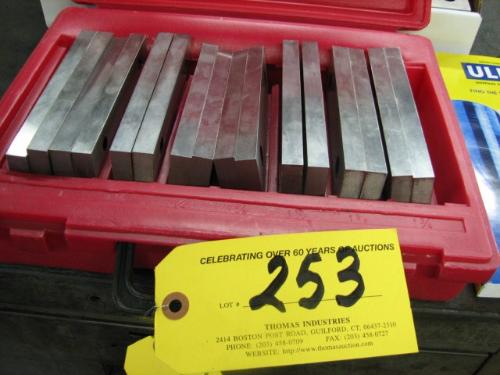 ULI
CELEBRATING OVER 60 YEARS OF AUCTIONS
LOT # 253
THOMAS INDUSTRIES
2414 BOSTON POST ROAD, GUILFORD, CT, 06437-2310
PHONE: (203) 458-0709 FAX: (203) 458-0727
WEBSITE: http://www.thomasauction.com